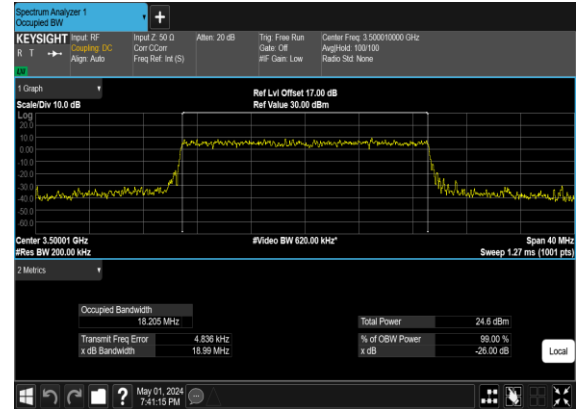 Spectrum Analyzer 1
Occupied BW
+
KEYSIGHT Input: RF Input Z: 50 Ω Atten: 20 dB Trig: Free Run Center Freq: 3.500010000 GHz
R T Coupling: DC Corr CCorr Gate: Off Avg|Hold: 100/100
Align: Auto Freq Ref: Int (S) #IF Gain: Low Radio Std: None
LU
1 Graph Ref Lvl Offset 17.00 dB
Scale/Div 10.0 dB Ref Value 30.00 dBm
Log
20.0
10.0
0.00
-10.0
-20.0
-30.0
-40.0
-50.0
-60.0
Center 3.50001 GHz #Video BW 620.00 kHz* Span 40 MHz
#Res BW 200.00 kHz Sweep 1.27 ms (1001 pts)
2 Metrics
Occupied Bandwidth
18.205 MHz Total Power 24.6 dBm
Transmit Freq Error 4.836 kHz % of OBW Power 99.00 %
x dB Bandwidth 18.99 MHz x dB -26.00 dB
Local
? May 01, 2024
7:41:15 PM